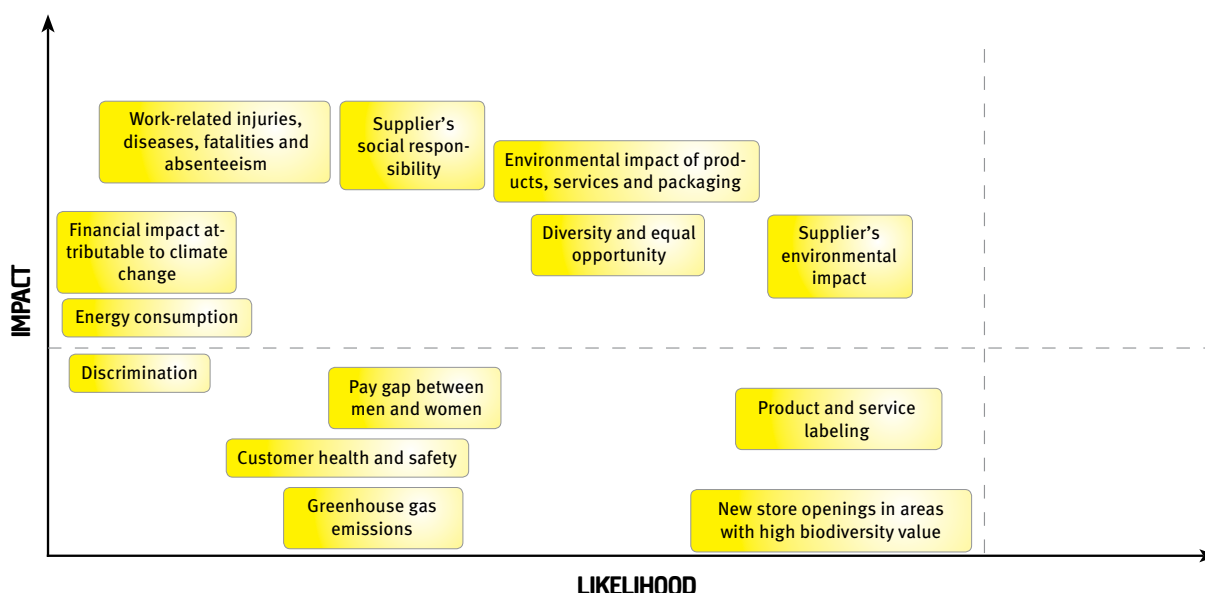 Work-related injuries,
diseases, fatalities and
absenteeism
Supplier's
social respon-
sibility
Environmental impact of prod-
ucts, services and packaging
Financial impact at-
tributable to climate
change
Diversity and equal
opportunity
Supplier's
environmental
impact
Energy consumption
IMPACT
Discrimination
Pay gap between
men and women
Product and service
labeling
Customer health and safety
Greenhouse gas
emissions
New store openings in areas
with high biodiversity value
LIKELIHOOD